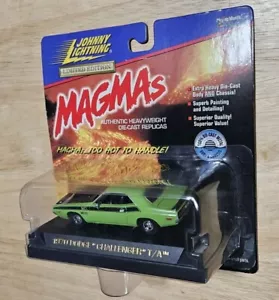 JOHNNY
LIGHTNING
LIMITED EDITION
MAGMAs
AUTHENTIC HEAVYWEIGHT
DIE-CAST REPLICAS
Extra Heavy Die-Cast
Body AND Chassis!
Superb Painting
and Detailing!
Superior Quality!
Superior Value!
MAGMA: TOO HOT TO HANDLE!
1970 DODGE "CHALLENGER" T/A™